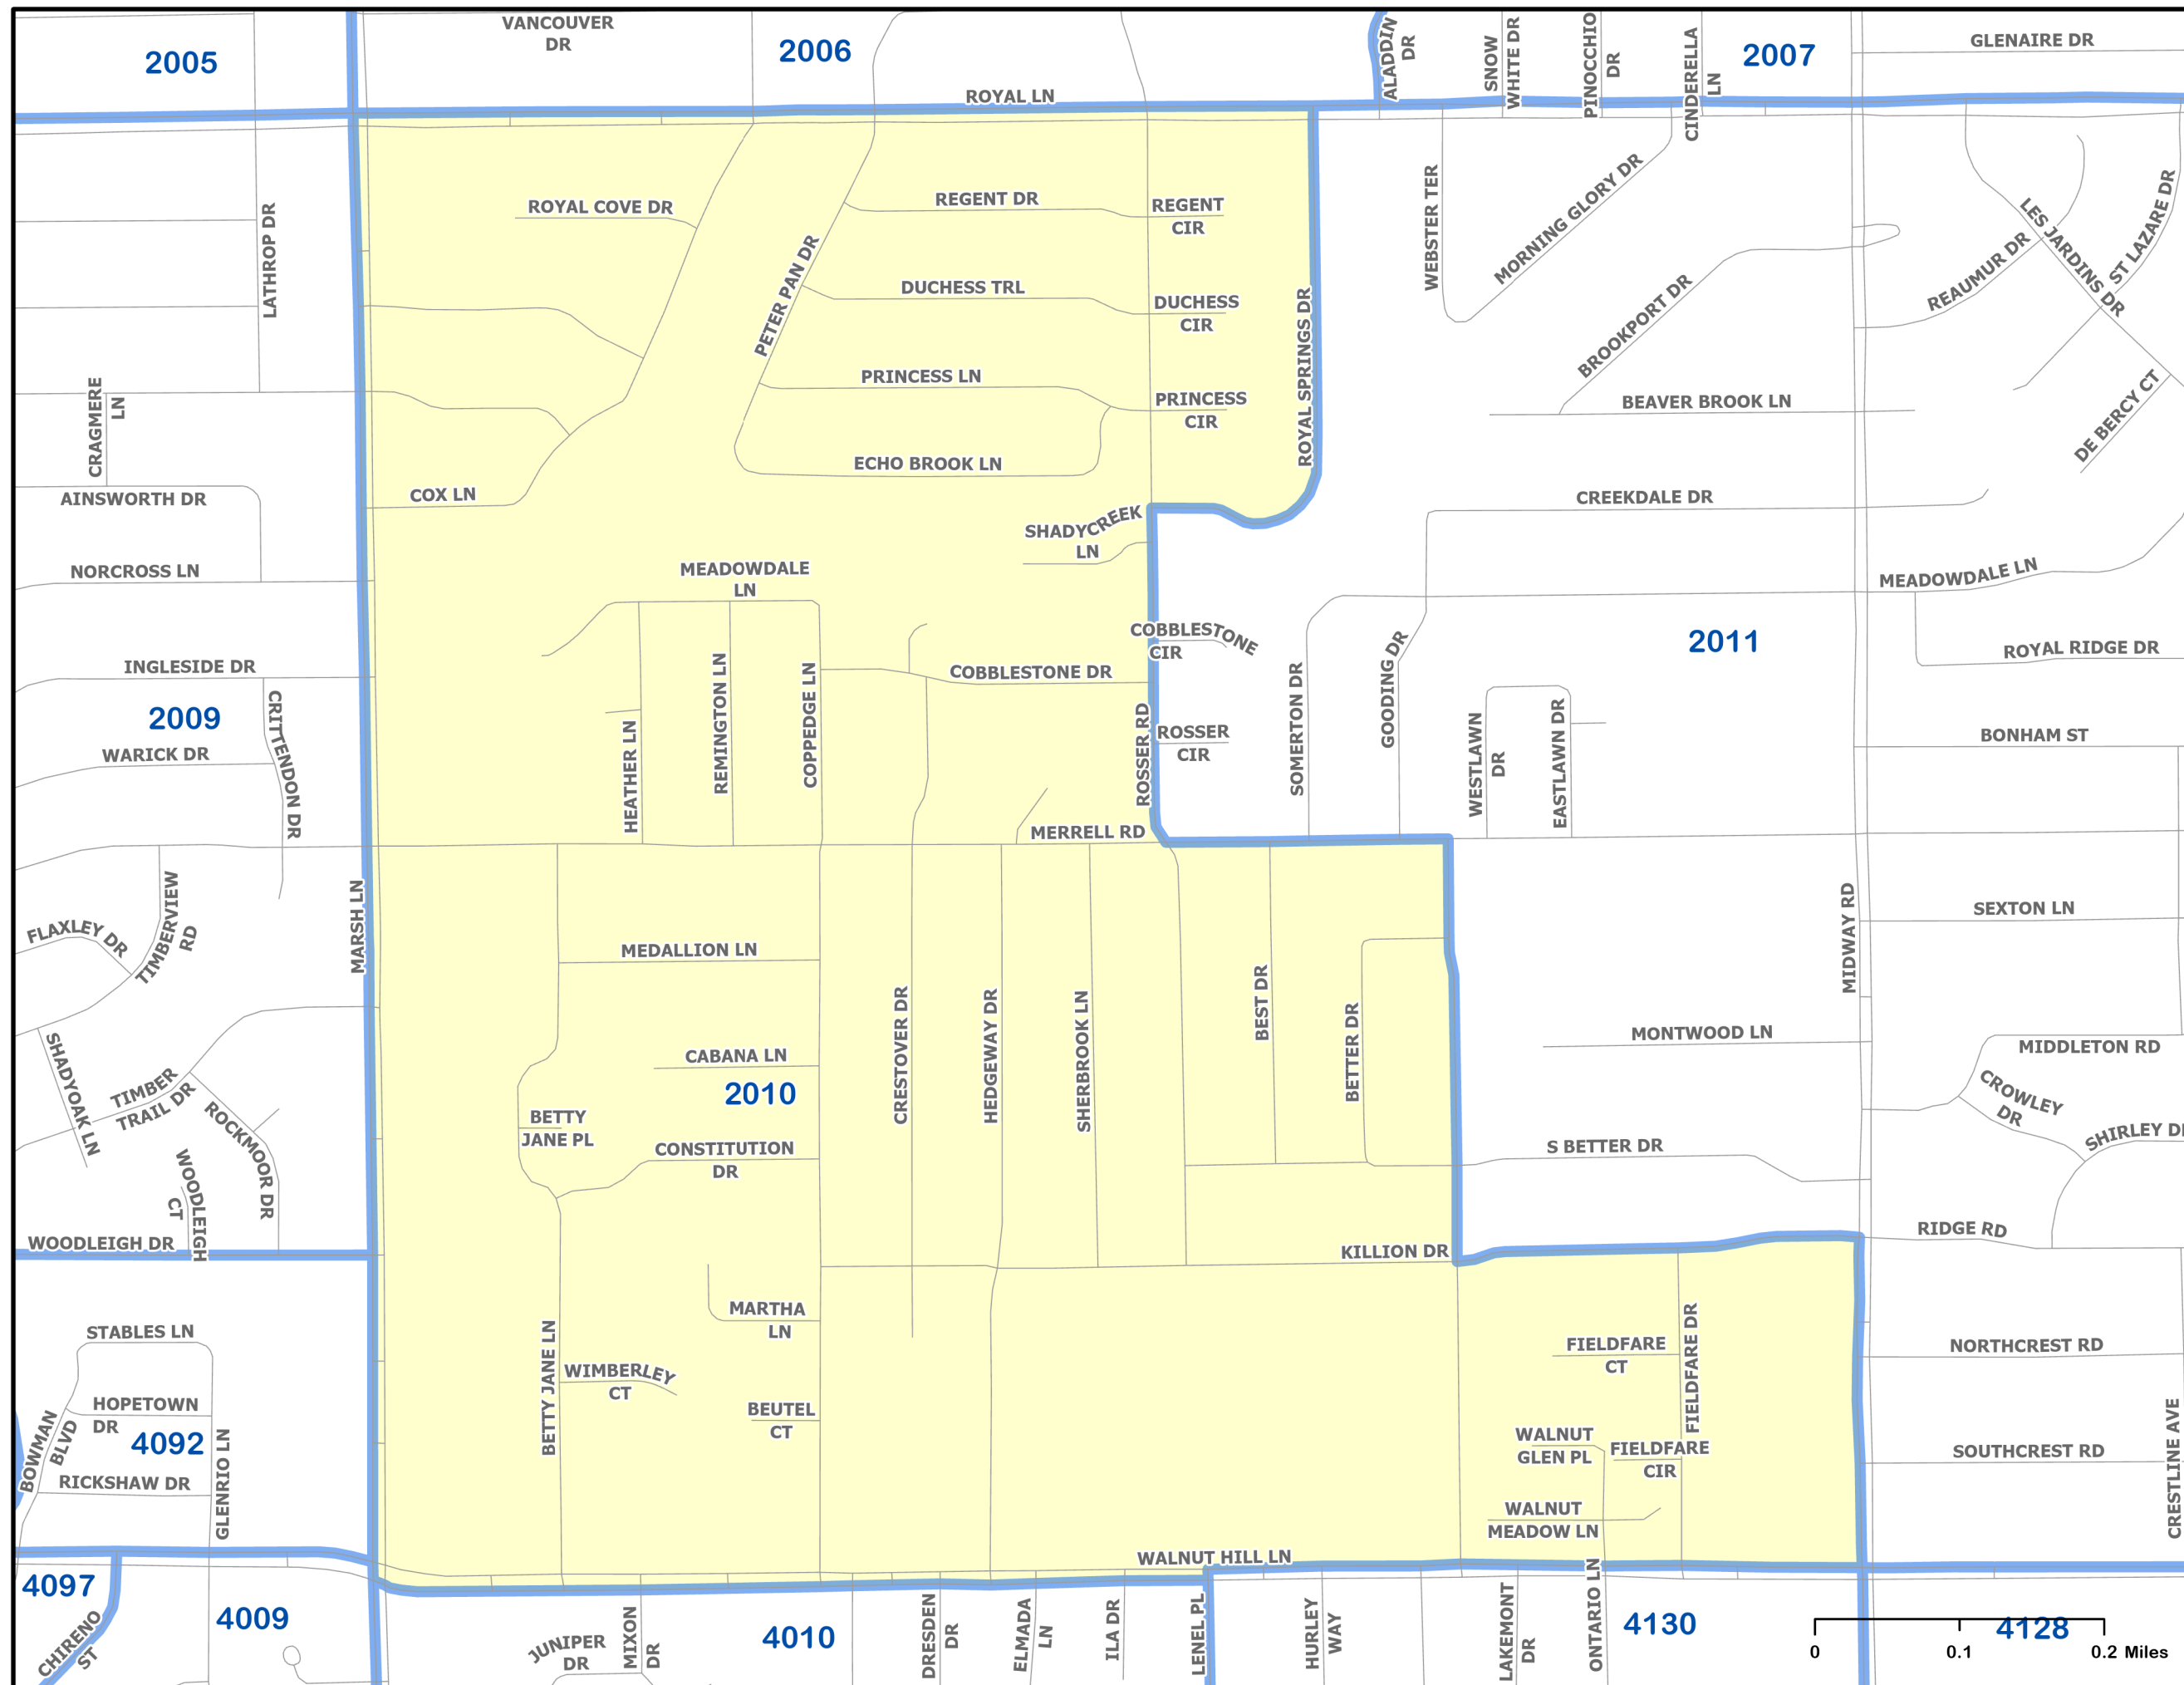 VANCOUVER
DR
2005
2006
ALADDIN
DR
SNOW
WHITE DR
PINOCCHIO
DR
CINDERELLA
LN
2007
GLENAIRE DR
ROYAL LN
LATHROP DR
ROYAL COVE DR
PETER PAN DR
REGENT DR
REGENT
CIR
DUCHESS TRL
DUCHESS
CIR
PRINCESS LN
PRINCESS
CIR
ECHO BROOK LN
ROYAL SPRINGS DR
WEBSTER TER
MORNING GLORY DR
BROOKPORT DR
BEAVER BROOK LN
LES JARDINS DR
REAUMUR DR
ST LAZARE DR
DE BERCY CT
CRAGMERE
LN
AINSWORTH DR
COX LN
CREEKDALE DR
SHADYCREEK
LN
NORCROSS LN
MEADOWDALE
LN
MEADOWDALE LN
COBBLESTONE
CIR
2011
ROYAL RIDGE DR
INGLESIDE DR
COBBLESTONE DR
2009
CRITTENDON DR
WARICK DR
HEATHER LN
REMINGTON LN
COPPEDGE LN
ROSSER RD
ROSSER
CIR
SOMERTON DR
GOODING DR
WESTLAWN
DR
EASTLAWN DR
BONHAM ST
MERRELL RD
MARSH LN
FLAXLEY DR
TIMBERVIEW
RD
MEDALLION LN
MIDWAY RD
SEXTON LN
CRESTOVER DR
HEDGEWAY DR
SHERBROOK LN
BEST DR
BETTER DR
CABANA LN
2010
MONTWOOD LN
MIDDLETON RD
SHADYOAK LN
TIMBER
TRAIL DR
ROCKMOOR DR
BETTY
JANE PL
CONSTITUTION
DR
S BETTER DR
CROWLEY
DR
SHIRLEY D
WOODLEIGH
CT
WOODLEIGH DR
KILLION DR
RIDGE RD
STABLES LN
MARTHA
LN
BETTY JANE LN
WIMBERLEY
CT
BEUTEL
CT
FIELDFARE
CT
FIELDFARE DR
NORTHCREST RD
HOPETOWN
DR
BOWMAN
BLVD
4092
GLENRIO LN
RICKSHAW DR
WALNUT
GLEN PL
FIELDFARE
CIR
SOUTHCREST RD
CRESTLINE AVE
WALNUT
MEADOW LN
WALNUT HILL LN
4097
4009
CHIRENO
ST
JUNIPER
DR
MIXON
DR
4010
DRESDEN
DR
ELMADA
LN
ILA DR
LENEL PL
HURLEY
WAY
LAKEMONT
DR
ONTARIO LN
4130
4128
0 0.1 0.2 Miles